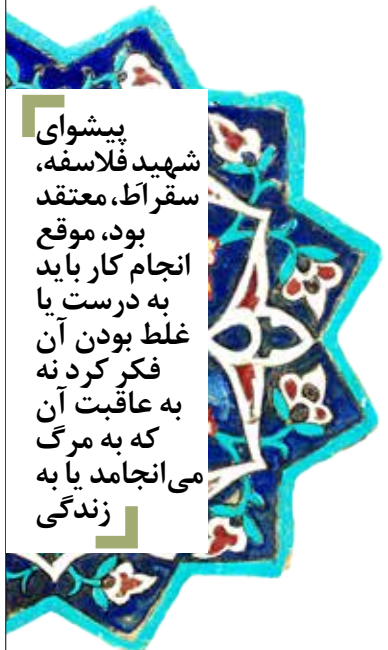 پیشوای
شهید فلاسفه،
سقراط، معتقد
بود، موقع
انجام کار باید
به درست یا
غلط بودن آن
فکر کرد نه
به عاقبت آن
که به مرگ
می‌انجامد یا به
زندگی